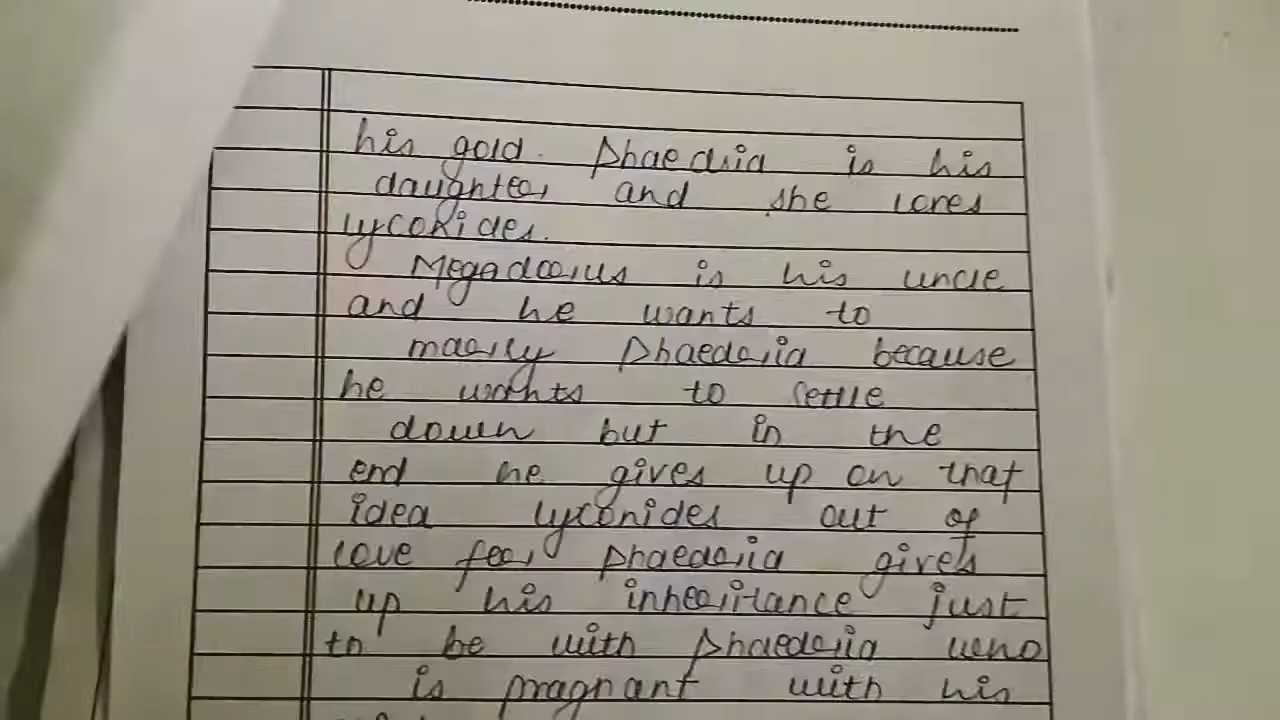 his gold. Phaedria is his
daughter, and she loves
Lyconides.
Megadorus is his uncle
and he wants to
marry Phaedria because
he wants to settle
down but in the
end he gives up on that
idea Lyconides out of
love for Phaedria gives
up his inheritance just
to be with Phaedria who
is pragnant with his